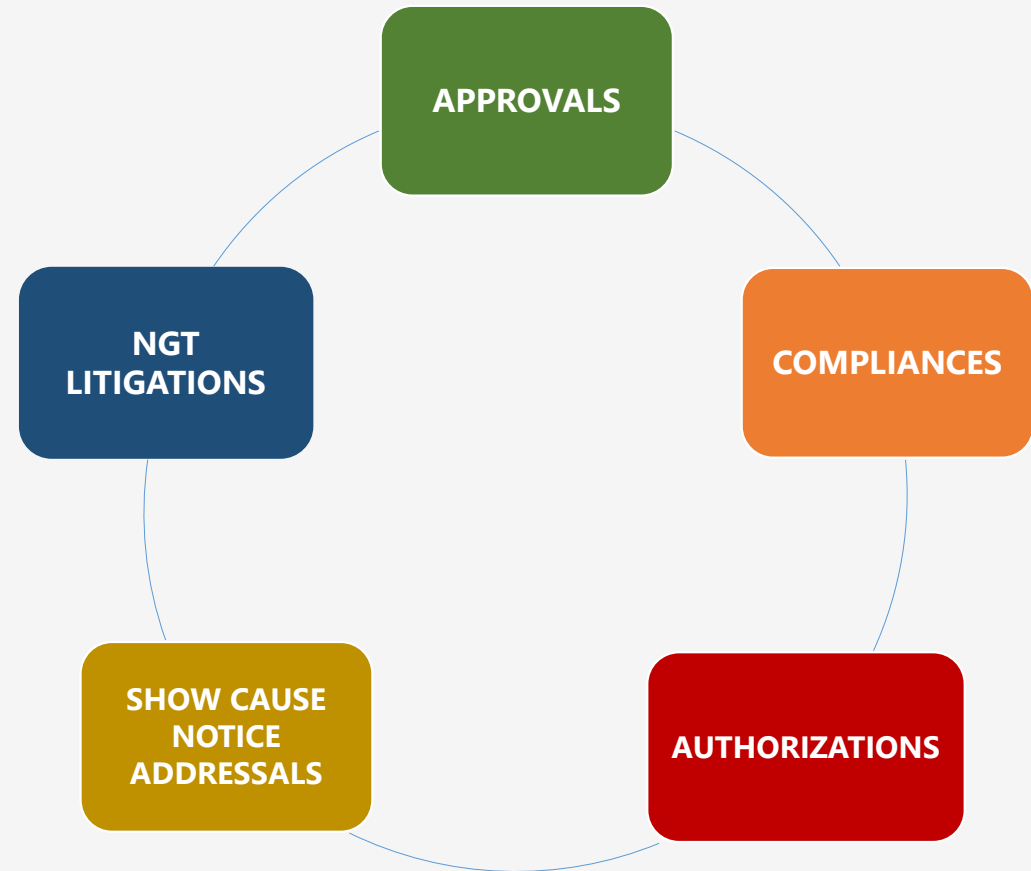 APPROVALS
COMPLIANCES
AUTHORIZATIONS
SHOW CAUSE
NOTICE
ADDRESSALS
NGT
LITIGATIONS